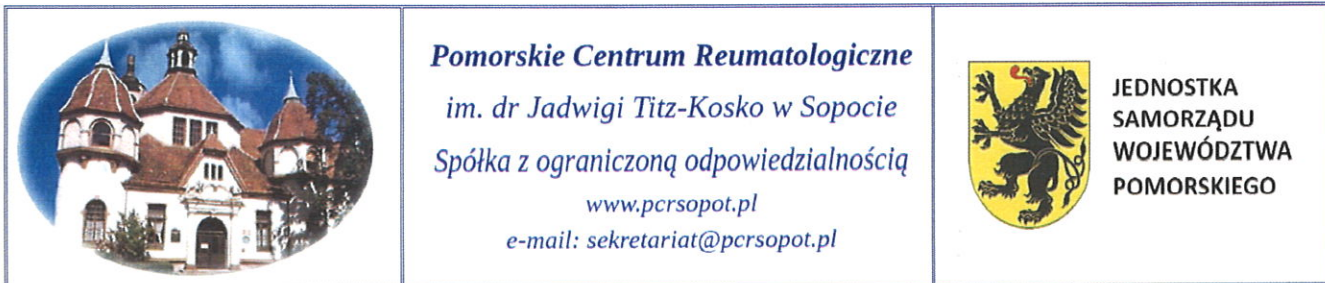 Pomorskie Centrum Reumatologiczne
im. dr Jadwigi Titz-Kosko w Sopocie
Spółka z ograniczoną odpowiedzialnością
www.pcrsopot.pl
e-mail: sekretariat@pcrsopot.pl
JEDNOSTKA
SAMORZĄDU
WOJEWÓDZTWA
POMORSKIEGO